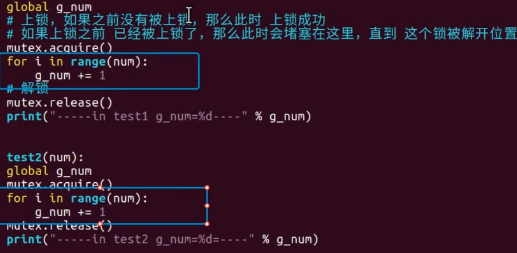 global g_num
# 上锁，如果之前没有被上锁，那么此时 上锁成功
# 如果上锁之前 已经被上锁了，那么此时会堵塞在这里，直到 这个锁被解开位置
mutex.acquire()
for i in range(num):
g_num += 1
# 解锁
mutex.release()
print("-----in test1 g_num=%d----" % g_num)
test2(num):
global g_num
mutex.acquire()
for i in range(num):
g_num += 1
mutex.release()
print("-----in test2 g_num=%d=----" % g_num)